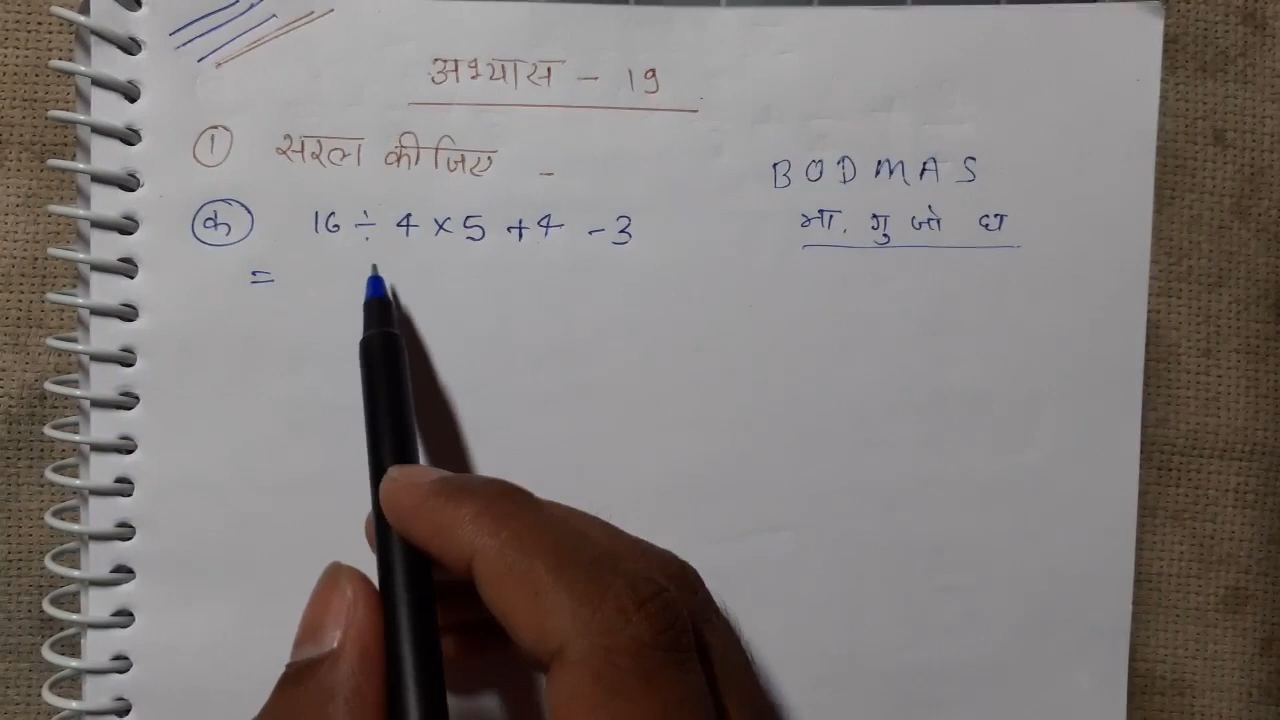 अभ्यास - 19
① सरल कीजिए -
BODMAS
क 16 ÷ 4 × 5 + 4 - 3
भा. गु जो घ
=